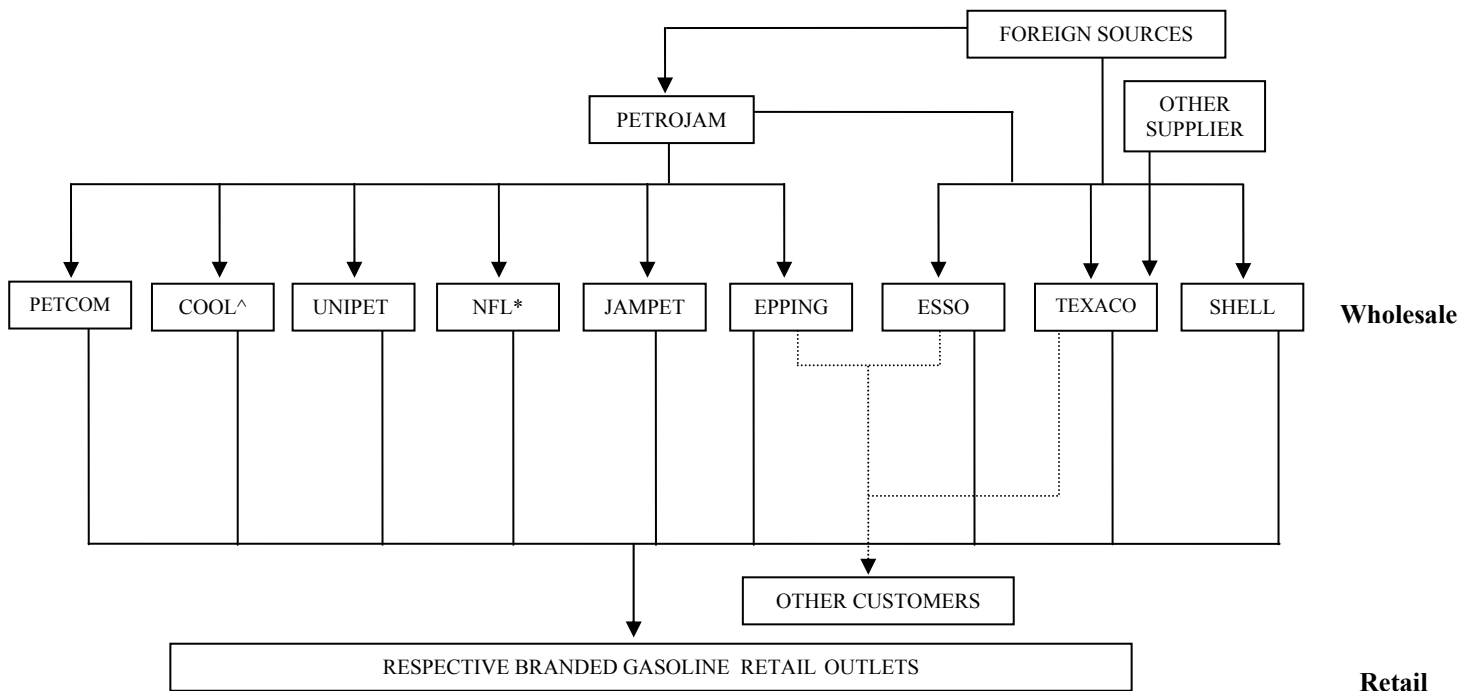 FOREIGN SOURCES
PETROJAM
OTHER
SUPPLIER
PETCOM
COOL^
UNIPET
NFL*
JAMPET
EPPING
ESSO
TEXACO
SHELL
Wholesale
OTHER CUSTOMERS
RESPECTIVE BRANDED GASOLINE RETAIL OUTLETS
Retail